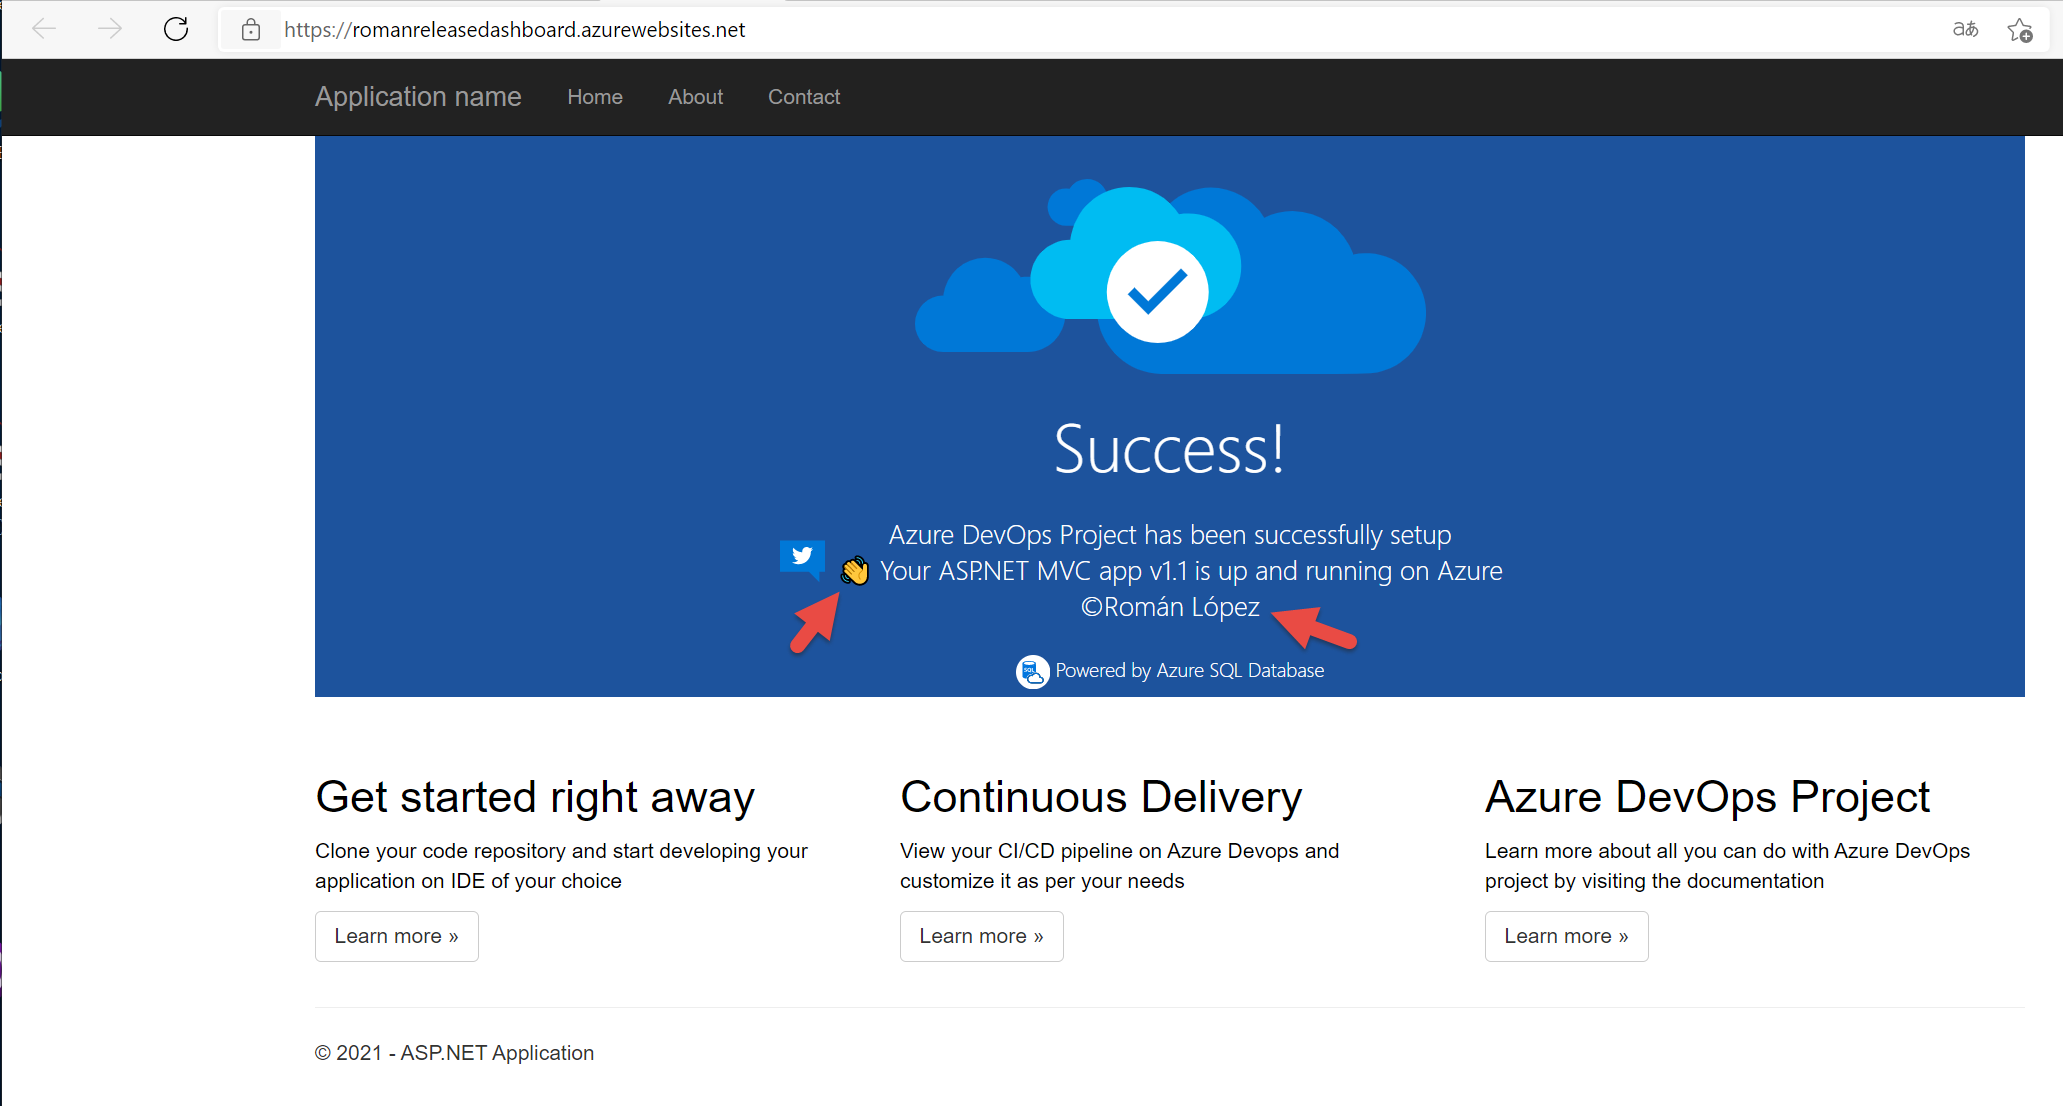 https://romanreleasedashboard.azurewebsites.net
aあ
Application name Home About Contact
Success!
Azure DevOps Project has been successfully setup
👋 Your ASP.NET MVC app v1.1 is up and running on Azure
©Román López
SQL Powered by Azure SQL Database
Get started right away
Clone your code repository and start developing your
application on IDE of your choice
Learn more »
Continuous Delivery
View your CI/CD pipeline on Azure Devops and
customize it as per your needs
Learn more »
Azure DevOps Project
Learn more about all you can do with Azure DevOps
project by visiting the documentation
Learn more »
© 2021 - ASP.NET Application